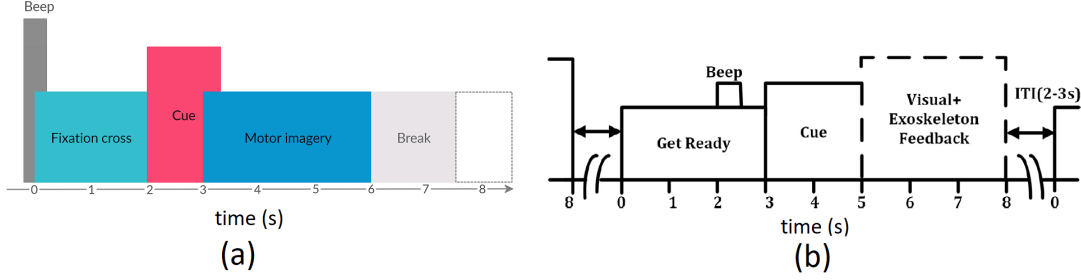 Beep
Fixation cross
Cue
Motor imagery
Break
0 1 2 3 4 5 6 7 8
time (s)
(a)
Beep
ITI(2-3s)
Get Ready
Cue
Visual+
Exoskeleton
Feedback
8 0 1 2 3 5 6 7 8 0
time (s)
(b)